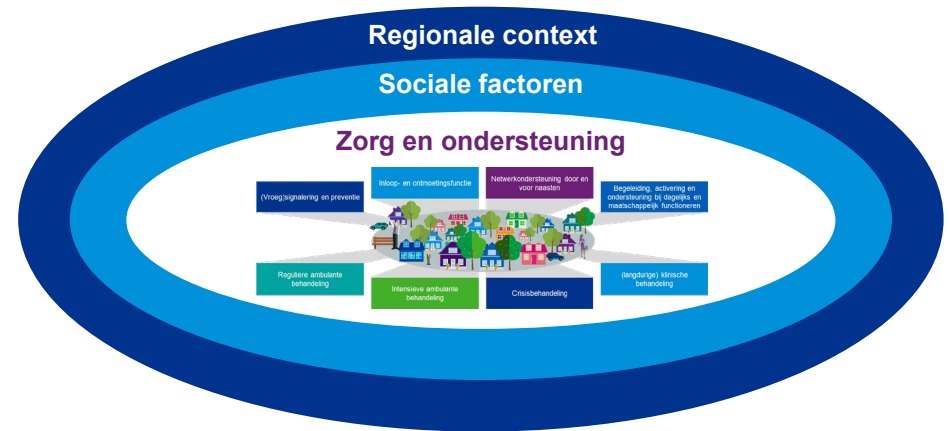 Regionale context
Sociale factoren
Zorg en ondersteuning
(Vroeg)signalering en preventie
Inloop- en ontmoetingsfunctie
Netwerkondersteuning door en
voor naasten
Begeleiding, activering en
ondersteuning bij dagelijks en
maatschappelijk functioneren
Reguliere ambulante
behandeling
Intensieve ambulante
behandeling
Crisisbehandeling
(langdurige) klinische
behandeling